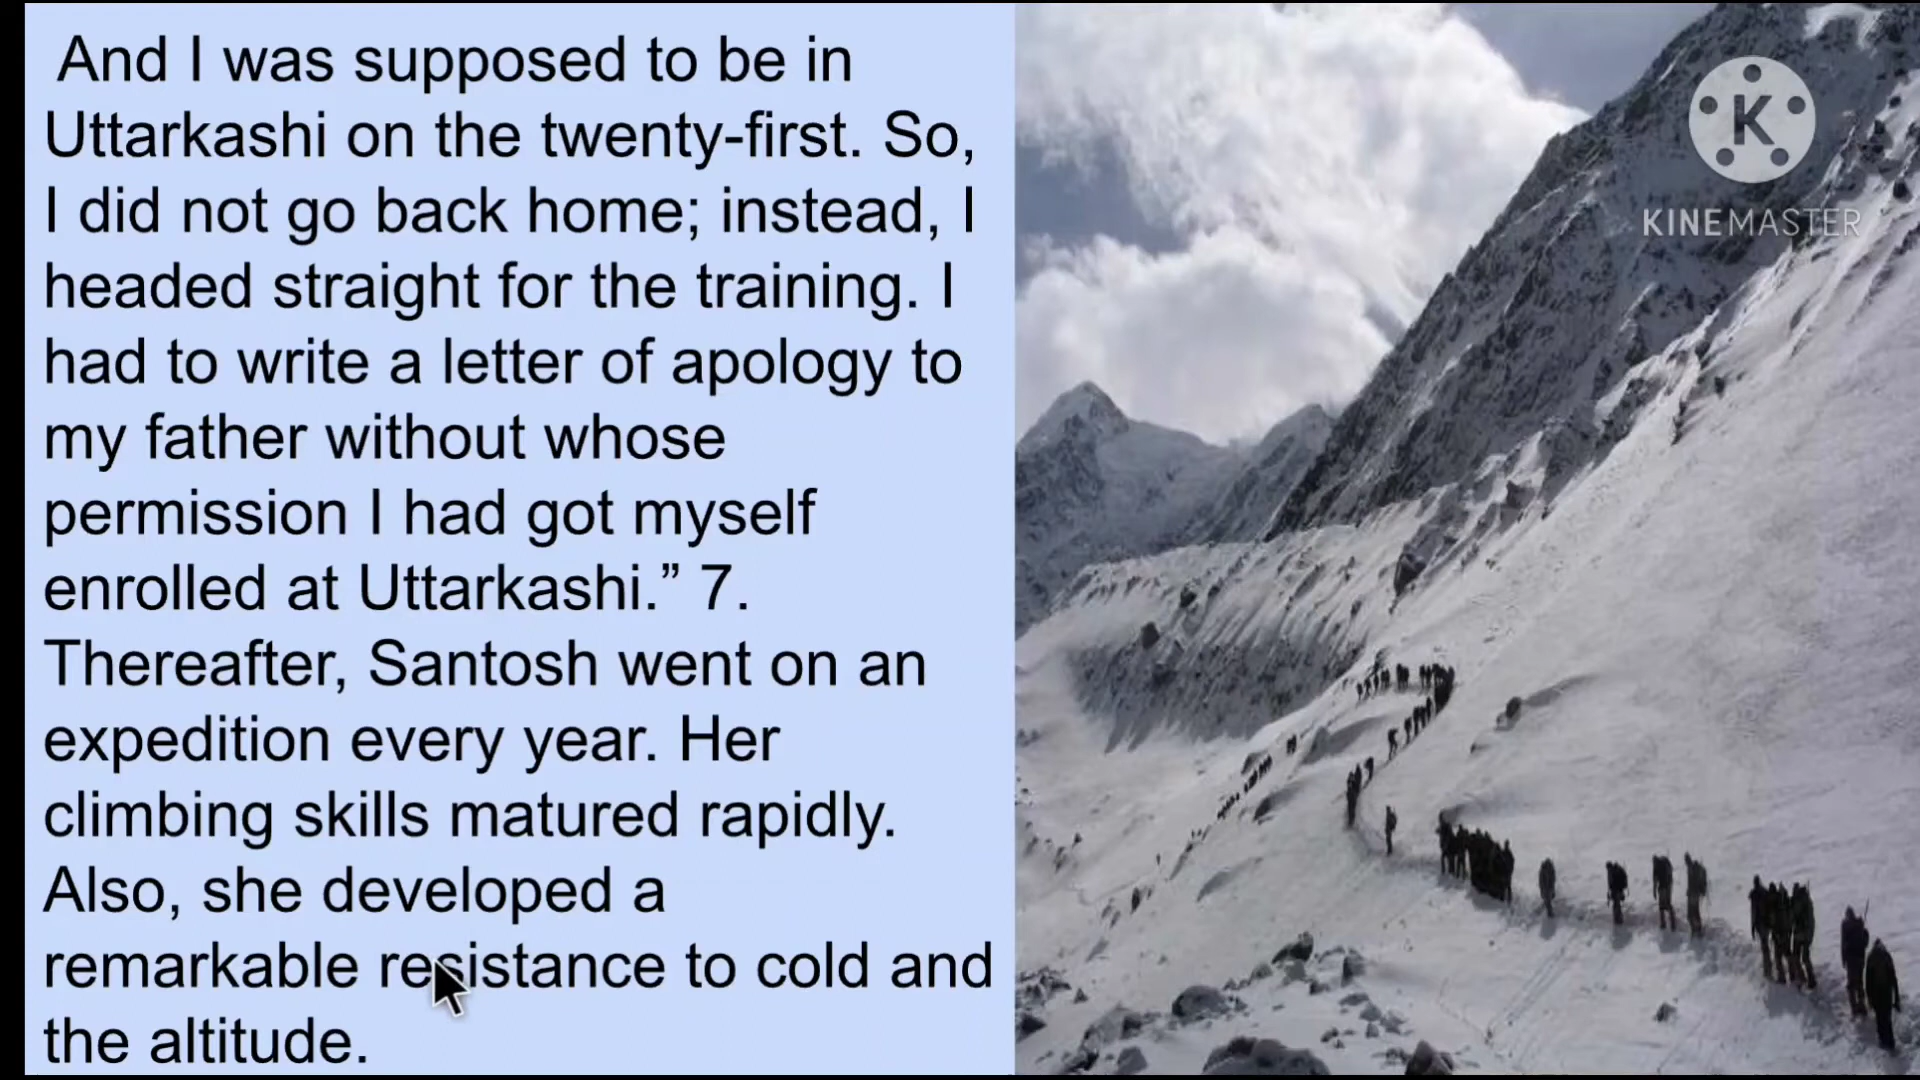 And I was supposed to be in
Uttarkashi on the twenty-first. So,
I did not go back home; instead, I
headed straight for the training. I
had to write a letter of apology to
my father without whose
permission I had got myself
enrolled at Uttarkashi.” 7.
Thereafter, Santosh went on an
expedition every year. Her
climbing skills matured rapidly.
Also, she developed a
remarkable resistance to cold and
the altitude.
K
KINEMASTER